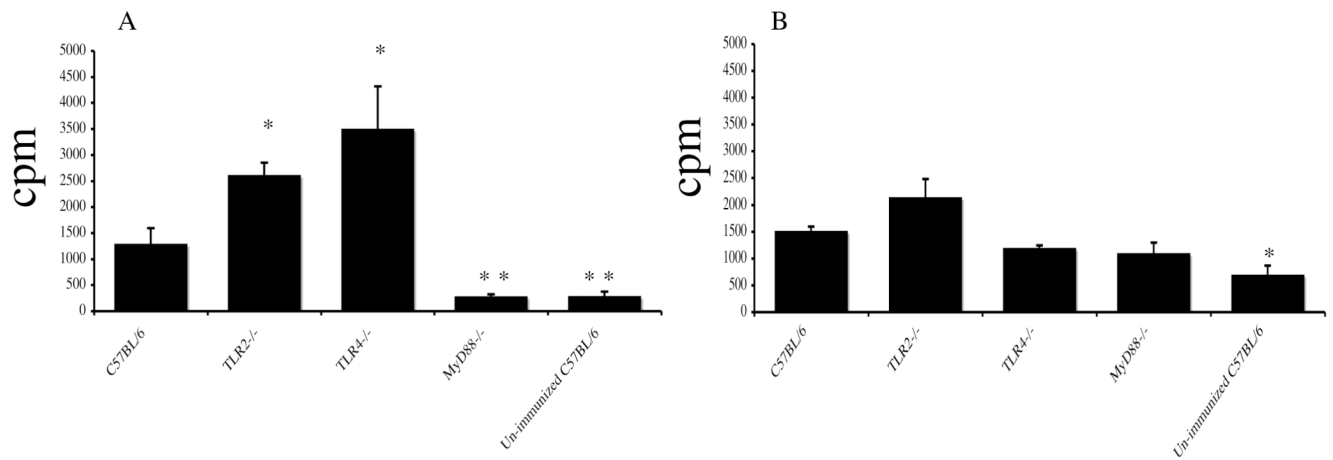 A
cpm
5000
4500
4000
3500
3000
2500
2000
1500
1000
500
0
*
*
* *
* *
C57BL/6
TLR2-/-
TLR4-/-
MyD88-/-
Un-immunized C57BL/6
B
cpm
5000
4500
4000
3500
3000
2500
2000
1500
1000
500
0
*
C57BL/6
TLR2-/-
TLR4-/-
MyD88-/-
Un-immunized C57BL/6